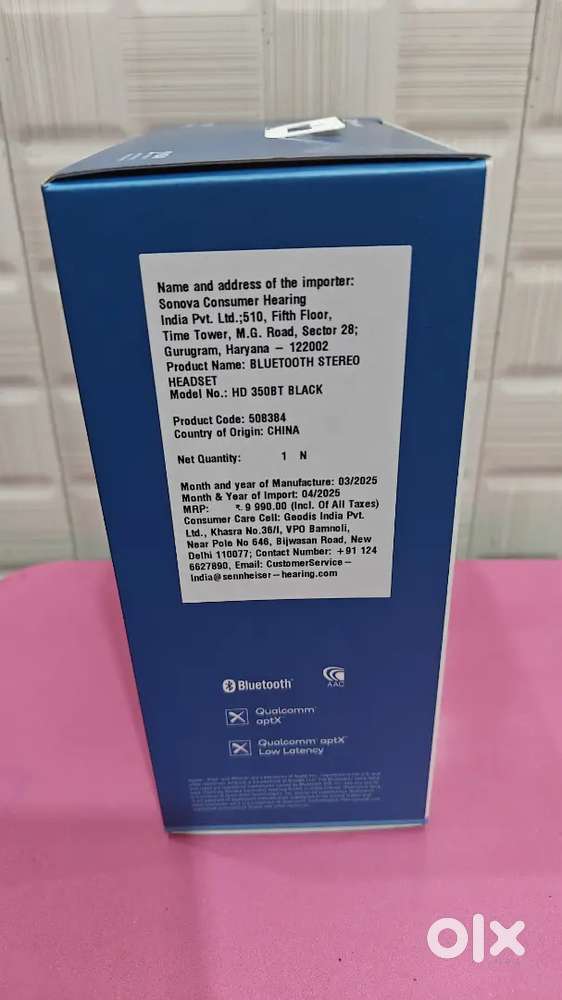 Name and address of the importer:
Sonova Consumer Hearing
India Pvt. Ltd.;510, Fifth Floor,
Time Tower, M.G. Road, Sector 28;
Gurugram, Haryana – 122002
Product Name: BLUETOOTH STEREO
HEADSET
Model No.: HD 350BT BLACK
Product Code: 508384
Country of Origin: CHINA
Net Quantity: 1 N
Month and year of Manufacture: 03/2025
Month & Year of Import: 04/2025
MRP: ₹. 9 990.00 (Incl. Of All Taxes)
Consumer Care Cell: Geodis India Pvt.
Ltd., Khasra No.36/I, VPO Bamnoli,
Near Pole No 646, Bijwasan Road, New
Delhi 110077; Contact Number: +91 124
6627890, Email: CustomerService–
India@sennheiser–hearing.com
Bluetooth®
AAC
Qualcomm™
aptX™
Qualcomm™ aptX™
Low Latency
olx